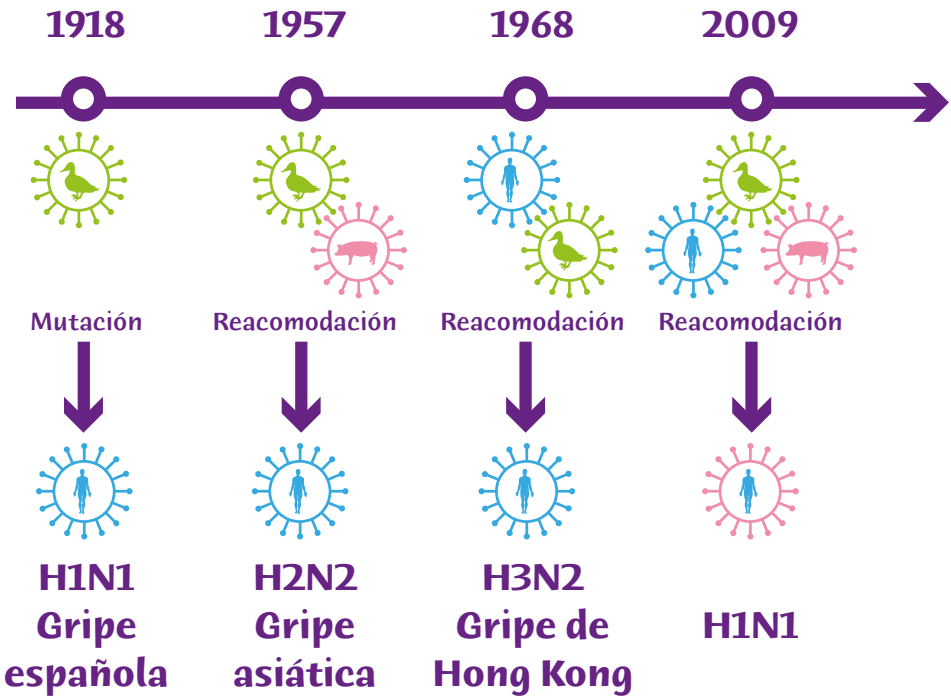 1918
1957
1968
2009
Mutación
Reacomodación
Reacomodación
Reacomodación
H1N1
Gripe
española
H2N2
Gripe
asiática
H3N2
Gripe de
Hong Kong
H1N1